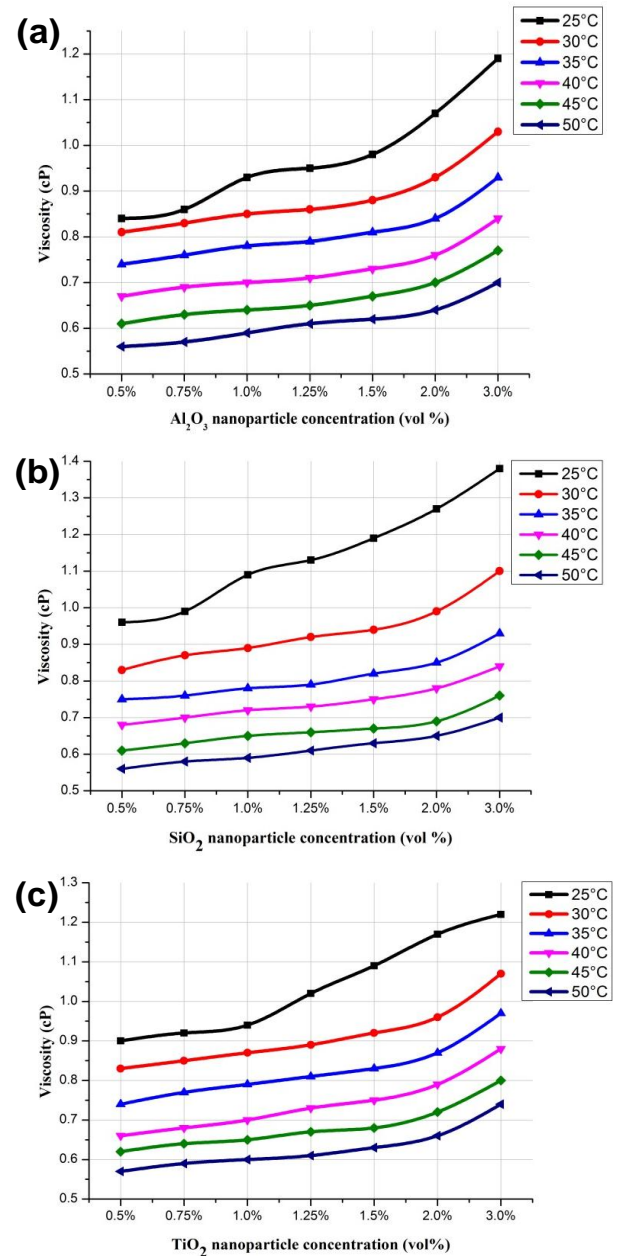 (a)
25°C
30°C
35°C
40°C
45°C
50°C
1.2
1.1
1.0
0.9
0.8
0.7
0.6
0.5
Viscosity (cP)
0.5% 0.75% 1.0% 1.25% 1.5% 2.0% 3.0%
Al₂O₃ nanoparticle concentration (vol %)
(b)
25°C
30°C
35°C
40°C
45°C
50°C
1.4
1.3
1.2
1.1
1.0
0.9
0.8
0.7
0.6
0.5
Viscosity (cP)
0.5% 0.75% 1.0% 1.25% 1.5% 2.0% 3.0%
SiO₂ nanoparticle concentration (vol %)
(c)
25°C
30°C
35°C
40°C
45°C
50°C
1.3
1.2
1.1
1.0
0.9
0.8
0.7
0.6
0.5
Viscosity (cP)
0.5% 0.75% 1.0% 1.25% 1.5% 2.0% 3.0%
TiO₂ nanoparticle concentration (vol%)